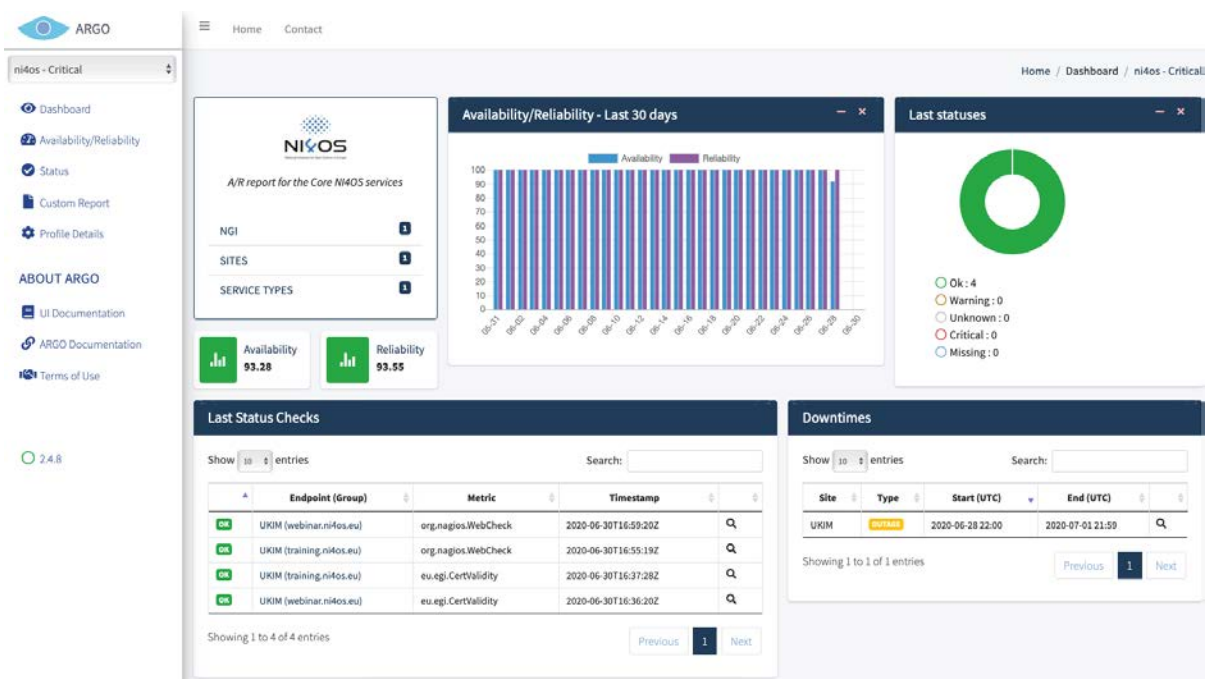 ARGO
Home Contact
ni4os - Critical
Home / Dashboard / ni4os - Critical
Dashboard
Availability/Reliability
Status
Custom Report
Profile Details
ABOUT ARGO
UI Documentation
ARGO Documentation
Terms of Use
2.4.8
NI4OS
A/R report for the Core NI4OS services
NGI 1
SITES 1
SERVICE TYPES 1
Availability
93.28
Reliability
93.55
Availability/Reliability - Last 30 days
Availability Reliability
100
90
80
70
60
50
40
30
20
10
0
05-31 06-02 06-04 06-06 06-08 06-10 06-12 06-14 06-16 06-18 06-20 06-22 06-24 06-26 06-28 06-30
Last statuses
Ok : 4
Warning : 0
Unknown : 0
Critical : 0
Missing : 0
Last Status Checks
Show 10 entries Search:
Endpoint (Group) Metric Timestamp
OK UKIM (webinar.ni4os.eu) org.nagios.WebCheck 2020-06-30T16:59:20Z
OK UKIM (training.ni4os.eu) org.nagios.WebCheck 2020-06-30T16:55:19Z
OK UKIM (training.ni4os.eu) eu.egi.CertValidity 2020-06-30T16:37:28Z
OK UKIM (webinar.ni4os.eu) eu.egi.CertValidity 2020-06-30T16:36:20Z
Showing 1 to 4 of 4 entries
Previous 1 Next
Downtimes
Show 10 entries Search:
Site Type Start (UTC) End (UTC)
UKIM OUTAGE 2020-06-28 22:00 2020-07-01 21:59
Showing 1 to 1 of 1 entries
Previous 1 Next